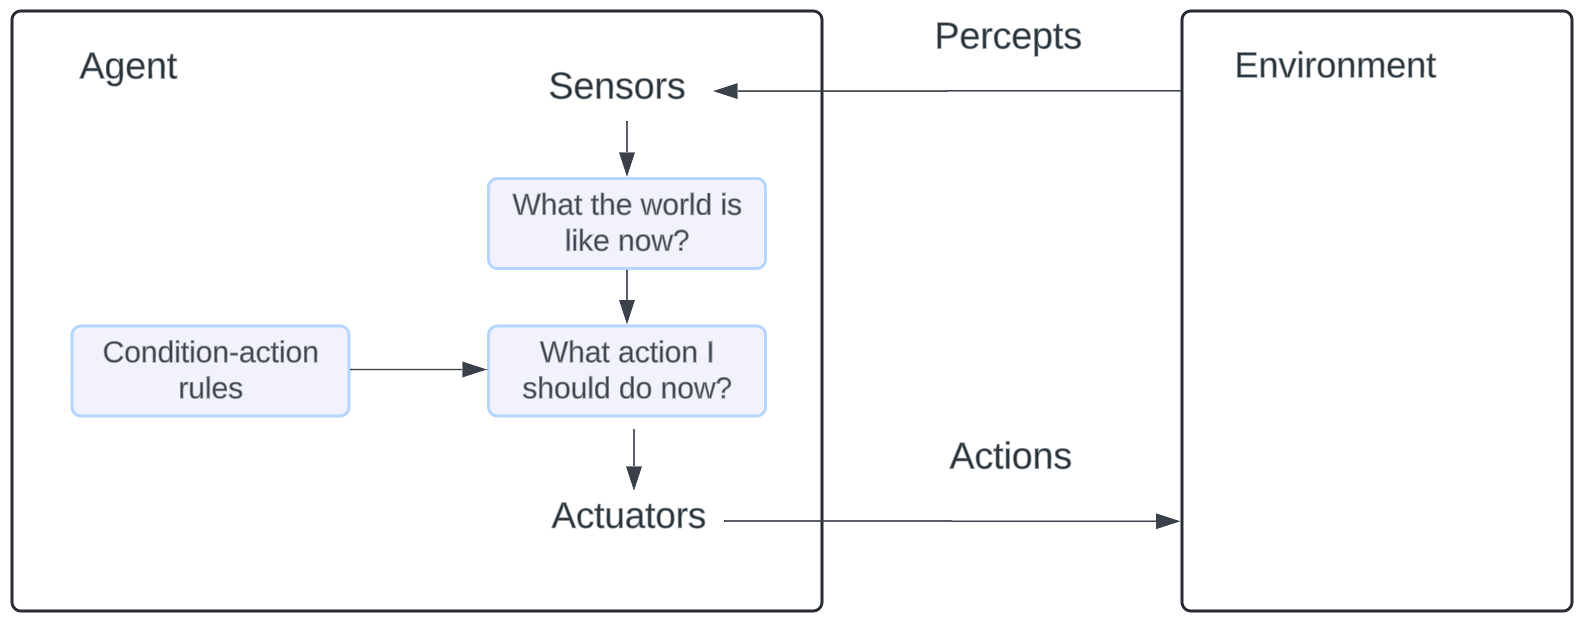 Agent
Sensors
What the world is
like now?
Condition-action
rules
What action I
should do now?
Actuators
Percepts
Actions
Environment